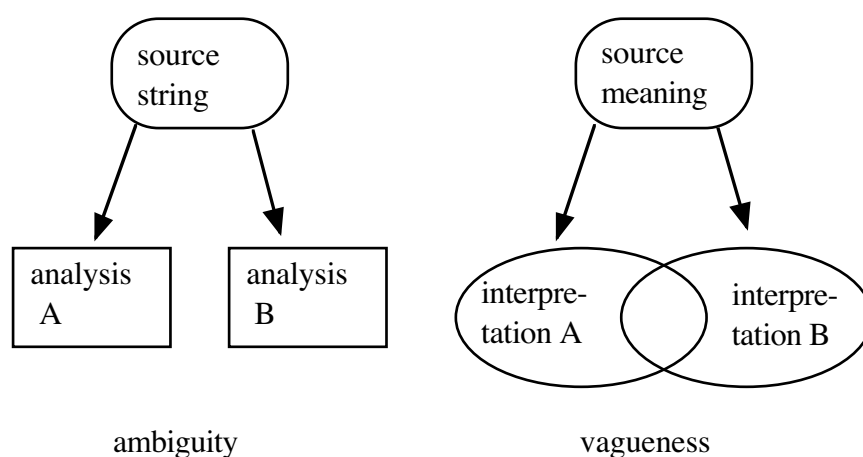 source
string
source
meaning
analysis
A
analysis
B
interpre-
tation A
interpre-
tation B
ambiguity
vagueness